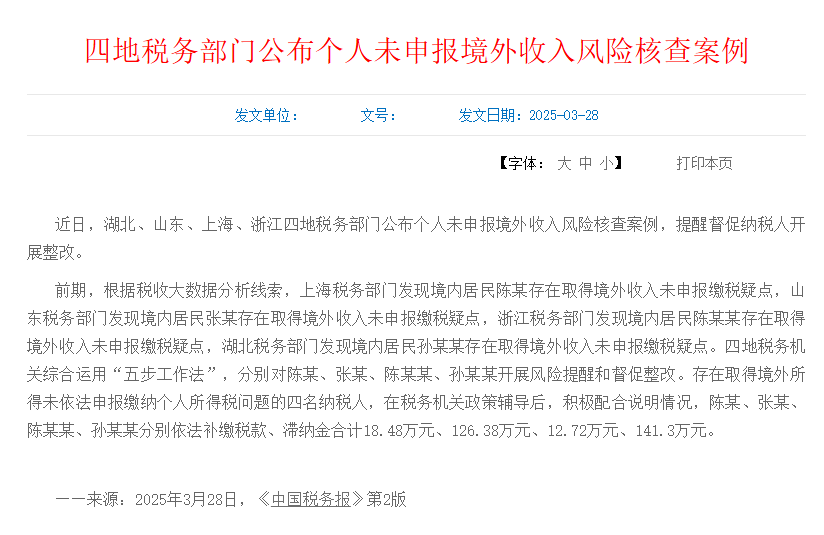 四地税务部门公布个人未申报境外收入风险核查案例
发文单位： 文号： 发文日期：2025-03-28
【字体： 大 中 小】 打印本页
近日，湖北、山东、上海、浙江四地税务部门公布个人未申报境外收入风险核查案例，提醒督促纳税人开
展整改。
前期，根据税收大数据分析线索，上海税务部门发现境内居民陈某存在取得境外收入未申报缴税疑点，山
东税务部门发现境内居民张某存在取得境外收入未申报缴税疑点，浙江税务部门发现境内居民陈某某存在取得
境外收入未申报缴税疑点，湖北税务部门发现境内居民孙某某存在取得境外收入未申报缴税疑点。四地税务机
关综合运用“五步工作法”，分别对陈某、张某、陈某某、孙某某开展风险提醒和督促整改。存在取得境外所
得未依法申报缴纳个人所得税问题的四名纳税人，在税务机关政策辅导后，积极配合说明情况，陈某、张某、
陈某某、孙某某分别依法补缴税款、滞纳金合计18.48万元、126.38万元、12.72万元、141.3万元。
——来源：2025年3月28日，《中国税务报》第2版